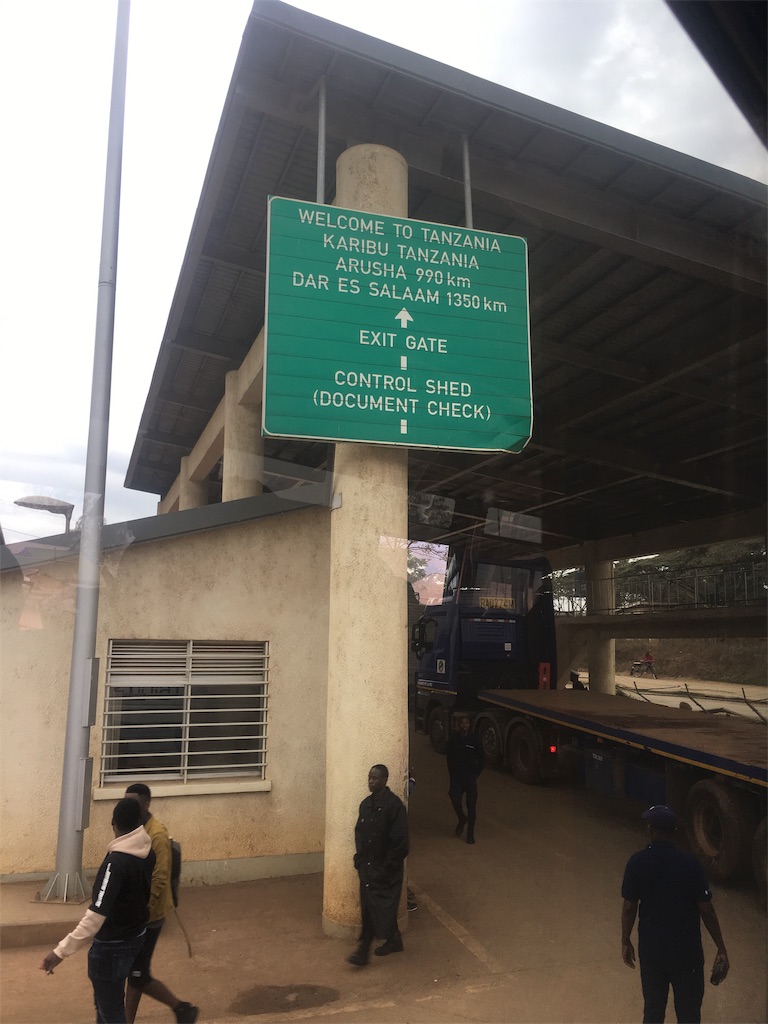 WELCOME TO TANZANIA
KARIBU TANZANIA
ARUSHA 990 km
DAR ES SALAAM 1350 km
EXIT GATE
CONTROL SHED
(DOCUMENT CHECK)